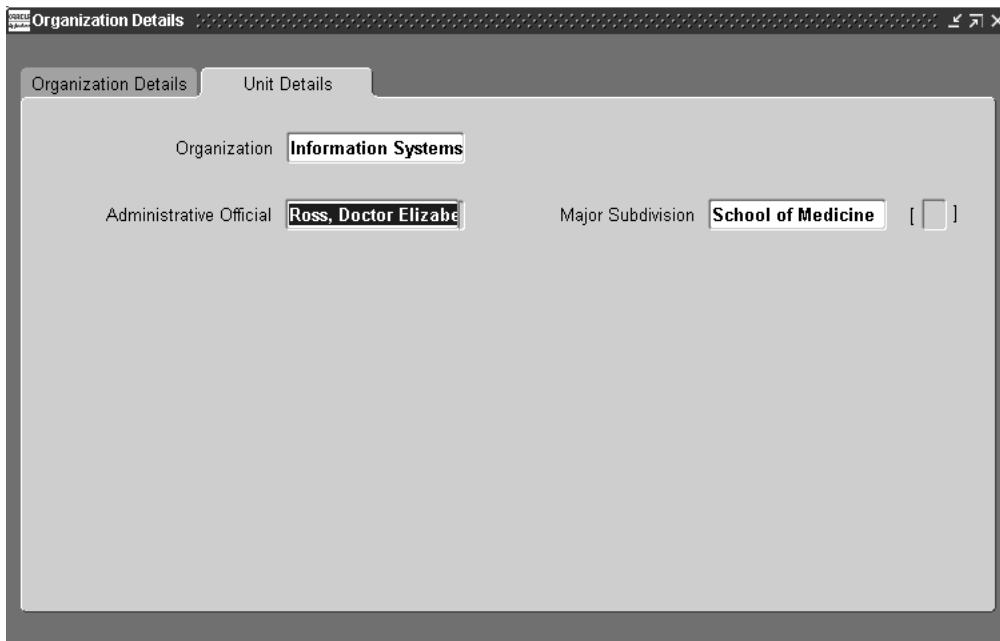 Organization Details
Organization Details Unit Details
Organization Information Systems
Administrative Official Ross, Doctor Elizabe Major Subdivision School of Medicine [ ]